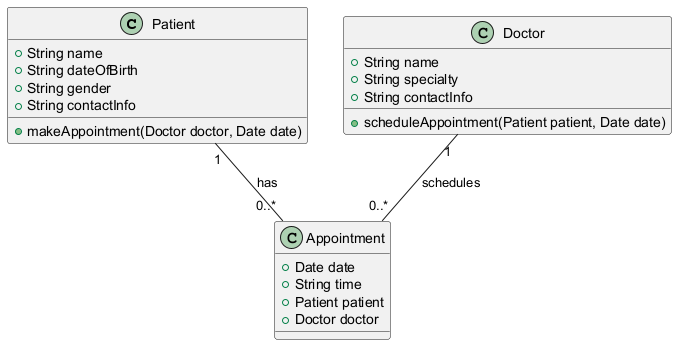 C Patient
String name
String dateOfBirth
String gender
String contactInfo
makeAppointment(Doctor doctor, Date date)
C Doctor
String name
String specialty
String contactInfo
scheduleAppointment(Patient patient, Date date)
1
1
has
schedules
0..*
0..*
C Appointment
Date date
String time
Patient patient
Doctor doctor